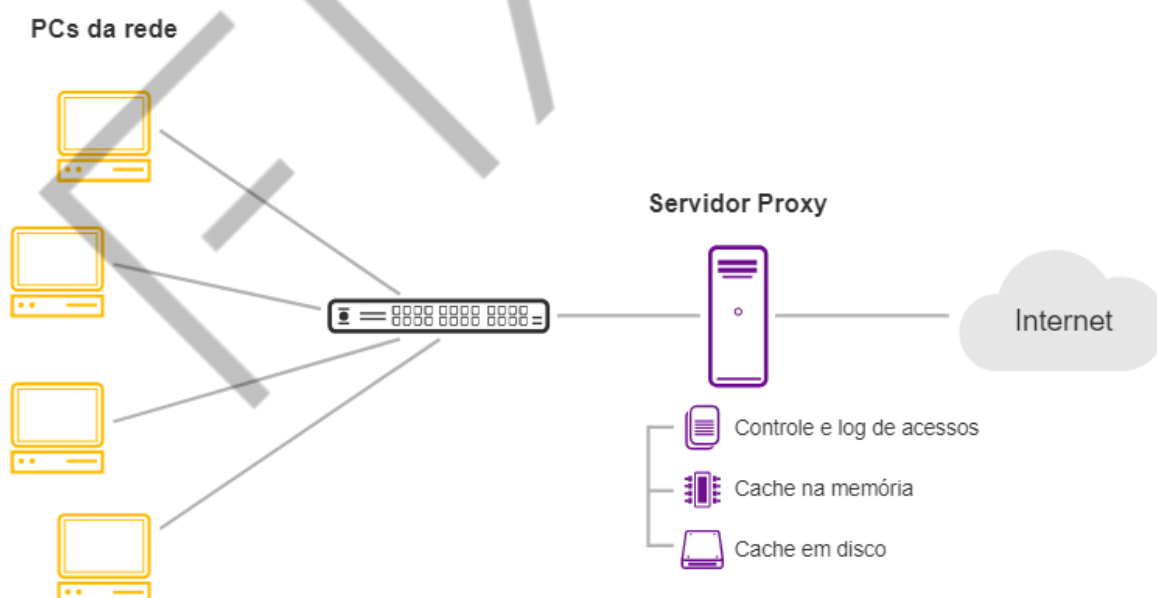 PCs da rede
Servidor Proxy
Internet
Controle e log de acessos
Cache na memória
Cache em disco